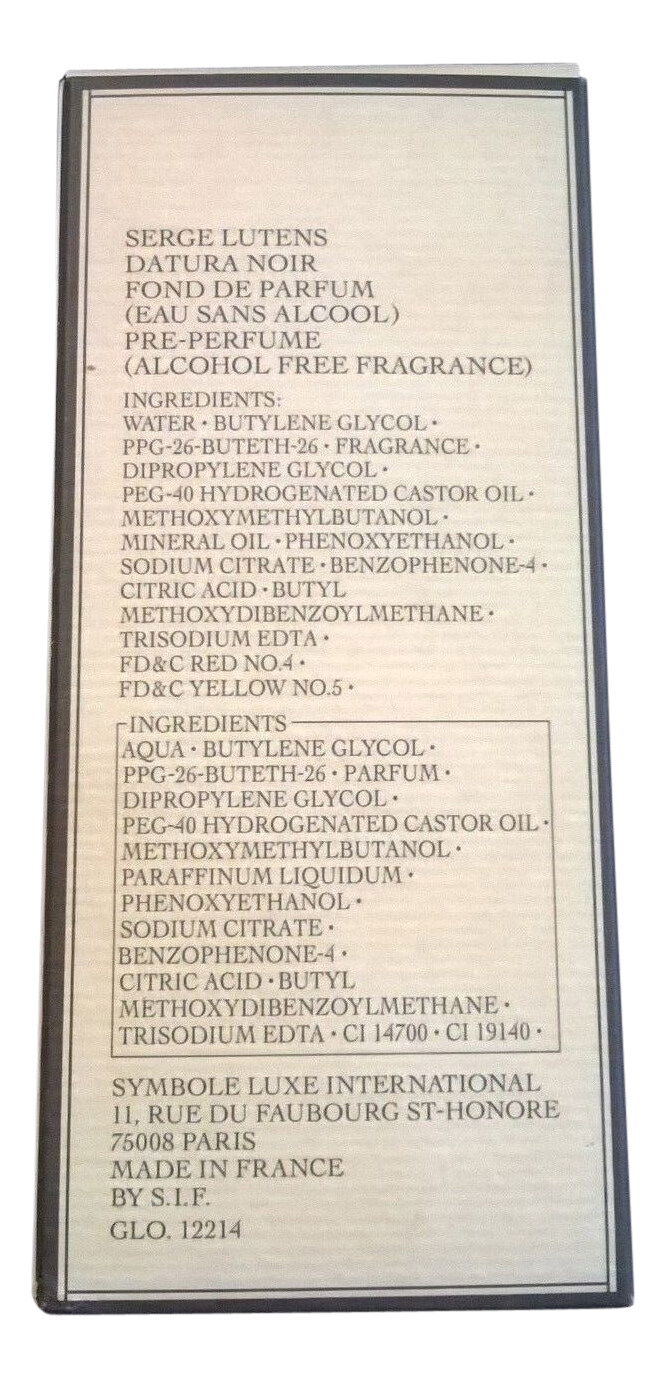 SERGE LUTENS
DATURA NOIR
FOND DE PARFUM
(EAU SANS ALCOOL)
PRE-PERFUME
(ALCOHOL FREE FRAGRANCE)
INGREDIENTS:
WATER • BUTYLENE GLYCOL •
PPG-26-BUTETH-26 • FRAGRANCE •
DIPROPYLENE GLYCOL •
PEG-40 HYDROGENATED CASTOR OIL •
METHOXYMETHYLBUTANOL •
MINERAL OIL • PHENOXYETHANOL •
SODIUM CITRATE • BENZOPHENONE-4 •
CITRIC ACID • BUTYL
METHOXYDIBENZOYLMETHANE •
TRISODIUM EDTA •
FD&C RED NO.4 •
FD&C YELLOW NO.5 •
INGREDIENTS
AQUA • BUTYLENE GLYCOL •
PPG-26-BUTETH-26 • PARFUM •
DIPROPYLENE GLYCOL •
PEG-40 HYDROGENATED CASTOR OIL •
METHOXYMETHYLBUTANOL •
PARAFFINUM LIQUIDUM •
PHENOXYETHANOL •
SODIUM CITRATE •
BENZOPHENONE-4 •
CITRIC ACID • BUTYL
METHOXYDIBENZOYLMETHANE •
TRISODIUM EDTA • CI 14700 • CI 19140 •
SYMBOLE LUXE INTERNATIONAL
11, RUE DU FAUBOURG ST-HONORE
75008 PARIS
MADE IN FRANCE
BY S.I.F.
GLO. 12214